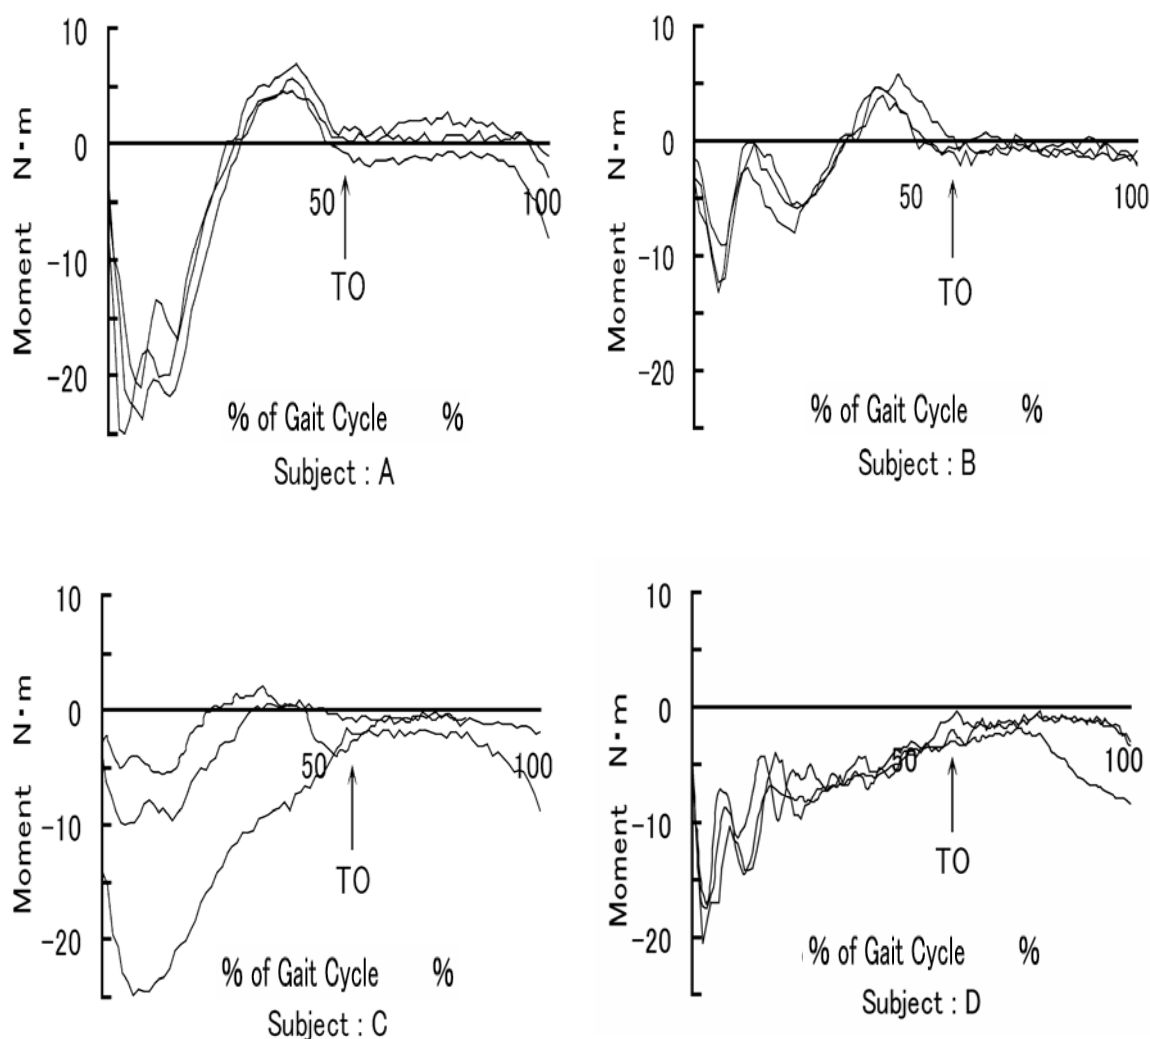 10
0
-10
-20
Moment N·m
50
100
TO
% of Gait Cycle %
Subject : A
10
0
-10
-20
Moment N·m
50
100
TO
% of Gait Cycle %
Subject : B
10
0
-10
-20
Moment N·m
50
100
TO
% of Gait Cycle %
Subject : C
10
0
-10
-20
Moment N·m
50
100
TO
% of Gait Cycle %
Subject : D